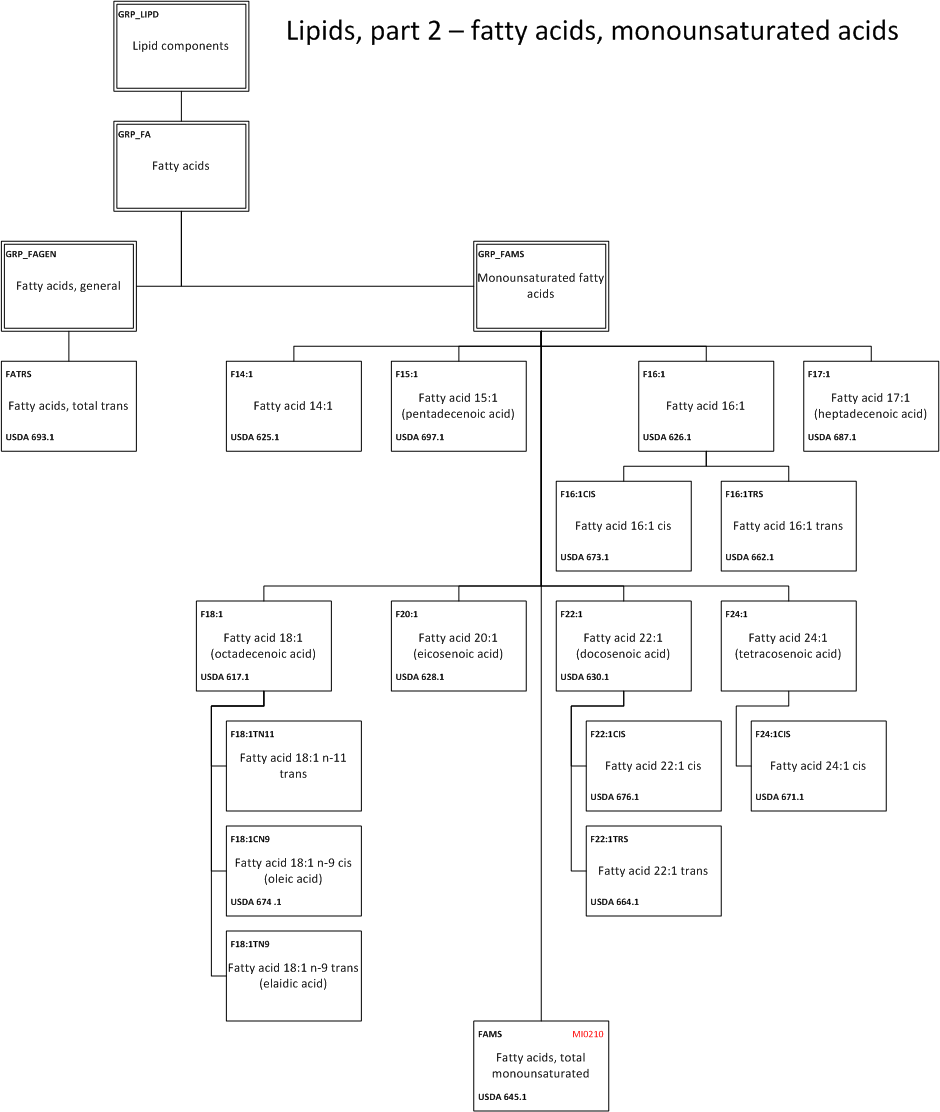 Lipids, part 2 – fatty acids, monounsaturated acids
GRP_LIPD
Lipid components
GRP_FA
Fatty acids
GRP_FAGEN
Fatty acids, general
GRP_FAMS
Monounsaturated fatty
acids
FATRS
Fatty acids, total trans
USDA 693.1
F14:1
Fatty acid 14:1
USDA 625.1
F15:1
Fatty acid 15:1
(pentadecenoic acid)
USDA 697.1
F16:1
Fatty acid 16:1
USDA 626.1
F17:1
Fatty acid 17:1
(heptadecenoic acid)
USDA 687.1
F16:1CIS
Fatty acid 16:1 cis
USDA 673.1
F16:1TRS
Fatty acid 16:1 trans
USDA 662.1
F18:1
Fatty acid 18:1
(octadecenoic acid)
USDA 617.1
F20:1
Fatty acid 20:1
(eicosenoic acid)
USDA 628.1
F22:1
Fatty acid 22:1
(docosenoic acid)
USDA 630.1
F24:1
Fatty acid 24:1
(tetracosenoic acid)
F18:1TN11
Fatty acid 18:1 n-11
trans
F22:1CIS
Fatty acid 22:1 cis
USDA 676.1
F24:1CIS
Fatty acid 24:1 cis
USDA 671.1
F18:1CN9
Fatty acid 18:1 n-9 cis
(oleic acid)
USDA 674 .1
F22:1TRS
Fatty acid 22:1 trans
USDA 664.1
F18:1TN9
Fatty acid 18:1 n-9 trans
(elaidic acid)
FAMS MI0210
Fatty acids, total
monounsaturated
USDA 645.1